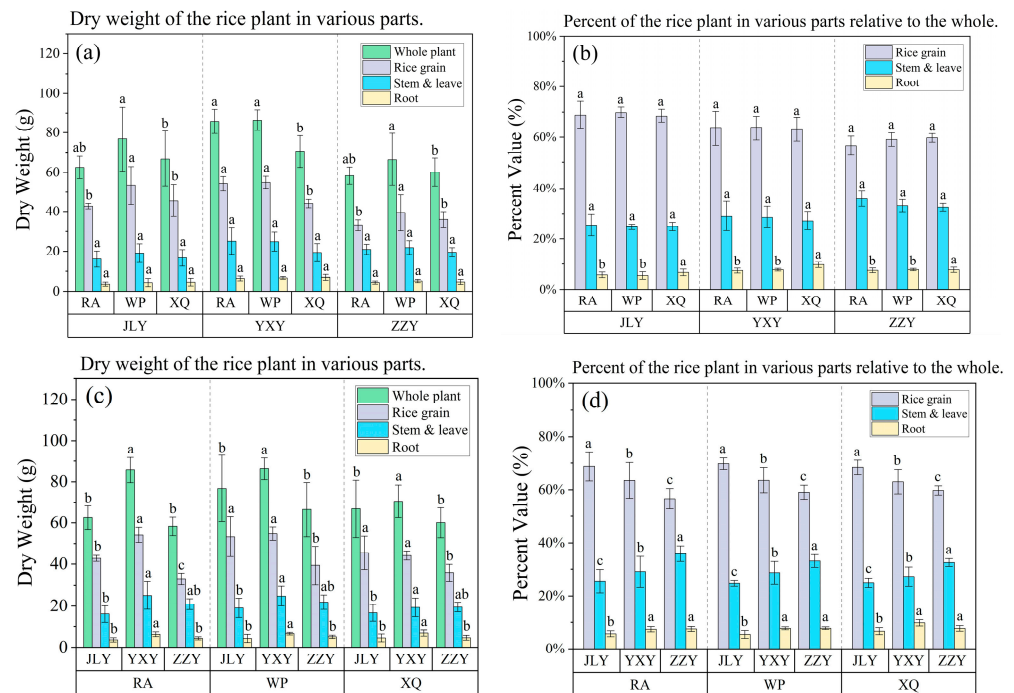 Dry weight of the rice plant in various parts.
(a)
Whole plant
Rice grain
Stem & leave
Root
Dry Weight (g)
120
100
80
60
40
20
0
ab b a a
a a a a
b b a a
a a a a
a a a a
b b a a
ab b a a
a a a a
b b a a
RA WP XQ RA WP XQ RA WP XQ
JLY YXY ZZY
Percent of the rice plant in various parts relative to the whole.
(b)
Rice grain
Stem & leave
Root
Percent Value (%)
100%
80%
60%
40%
20%
0%
a a b
a a b
a a a
a a b
a a b
a a a
a a b
a a b
a a a
RA WP XQ RA WP XQ RA WP XQ
JLY YXY ZZY
Dry weight of the rice plant in various parts.
(c)
Whole plant
Rice grain
Stem & leave
Root
Dry Weight (g)
120
100
80
60
40
20
0
b b b b
a a a a
b c ab b
b a b b
a a a a
b b ab b
b a b b
a a a a
b b ab b
JLY YXY ZZY JLY YXY ZZY JLY YXY ZZY
RA WP XQ
Percent of the rice plant in various parts relative to the whole.
(d)
Rice grain
Stem & leave
Root
Percent Value (%)
100%
80%
60%
40%
20%
0%
a c b
b b a
c a a
a c b
b b a
c a a
a c b
b b a
c a a
JLY YXY ZZY JLY YXY ZZY JLY YXY ZZY
RA WP XQ